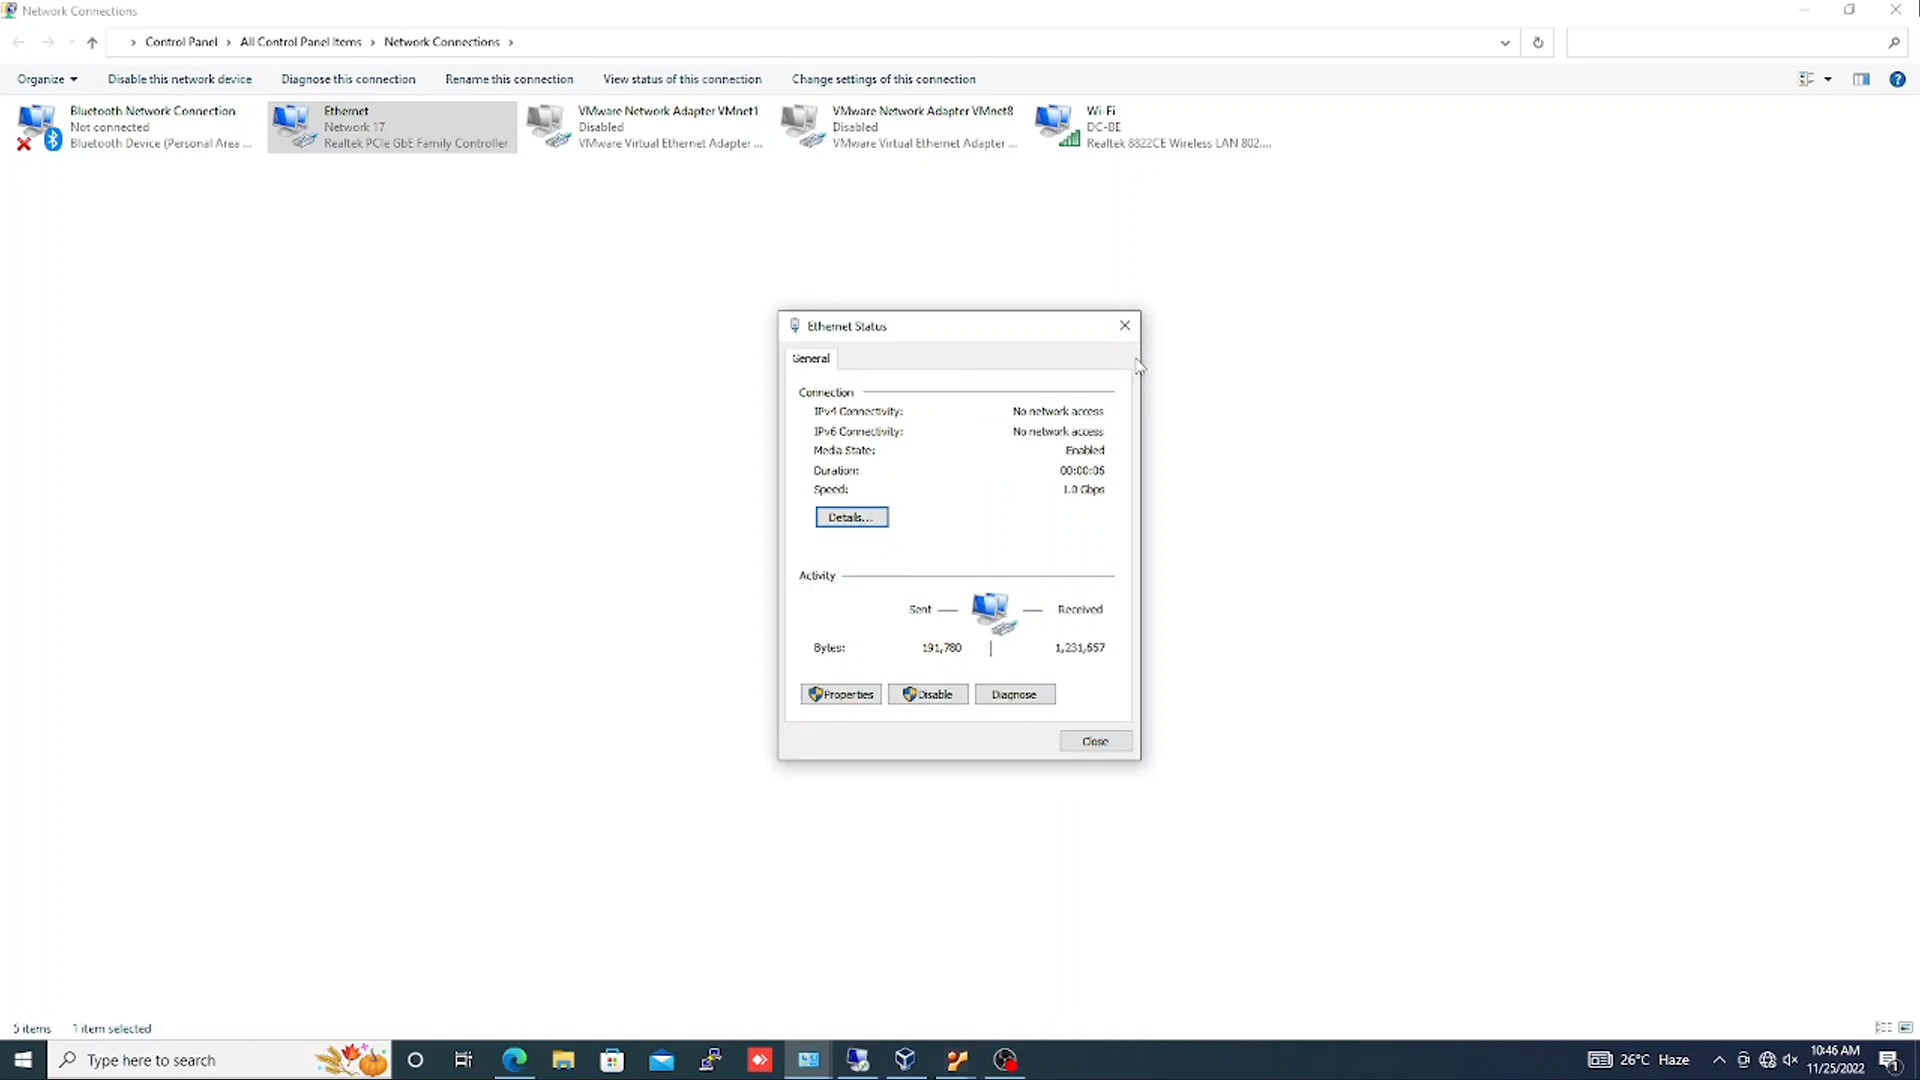 Network Connections
Control Panel › All Control Panel Items › Network Connections ›
Organize Disable this network device Diagnose this connection Rename this connection View status of this connection Change settings of this connection
Bluetooth Network Connection
Not connected
Bluetooth Device (Personal Area ...
Ethernet
Network 17
Realtek PCIe GbE Family Controller
VMware Network Adapter VMnet1
Disabled
VMware Virtual Ethernet Adapter ...
VMware Network Adapter VMnet8
Disabled
VMware Virtual Ethernet Adapter ...
Wi-Fi
DC-BE
Realtek 8822CE Wireless LAN 802....
Ethernet Status
General
Connection
IPv4 Connectivity: No network access
IPv6 Connectivity: No network access
Media State: Enabled
Duration: 00:00:05
Speed: 1.0 Gbps
Details...
Activity
Sent Received
Bytes: 191,780 1,231,557
Properties Disable Diagnose
Close
5 items 1 item selected
Type here to search
26°C Haze
10:46 AM
11/25/2022
1